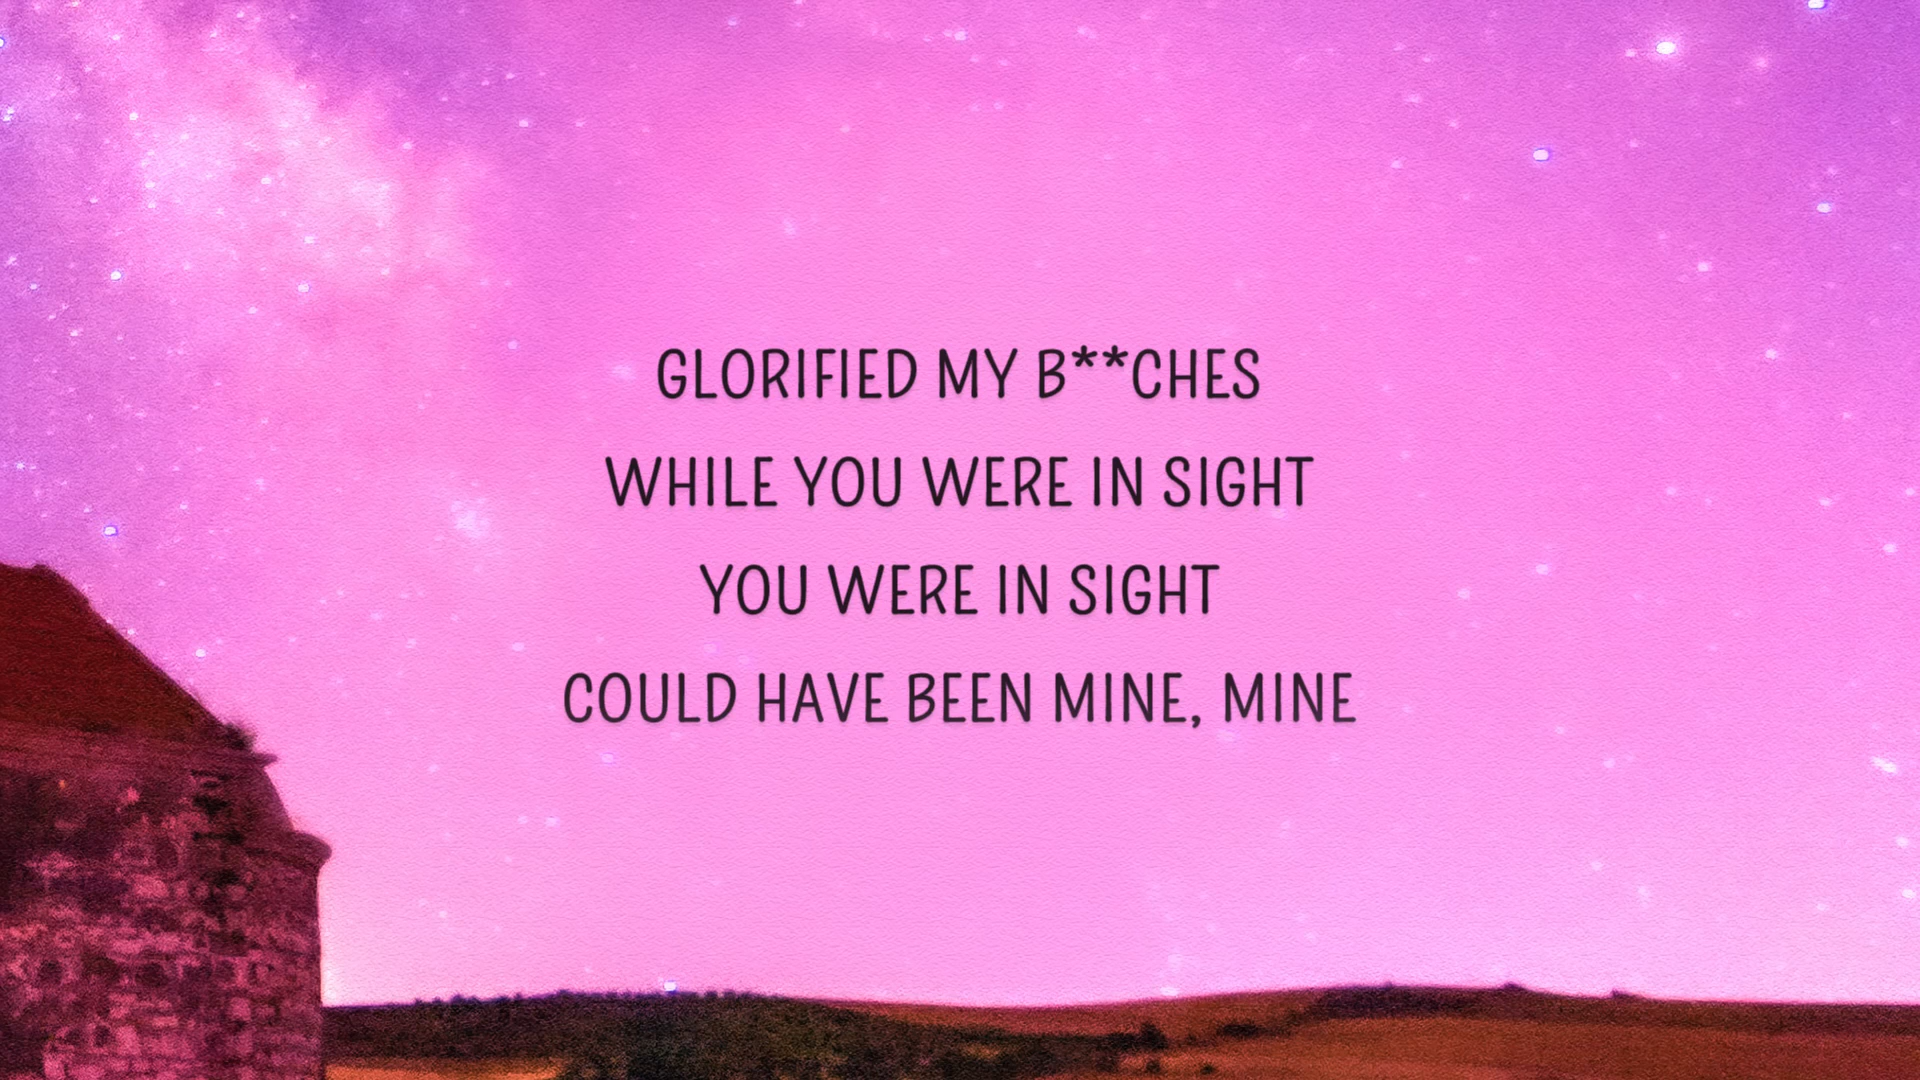 GLORIFIED MY B**CHES
WHILE YOU WERE IN SIGHT
YOU WERE IN SIGHT
COULD HAVE BEEN MINE, MINE